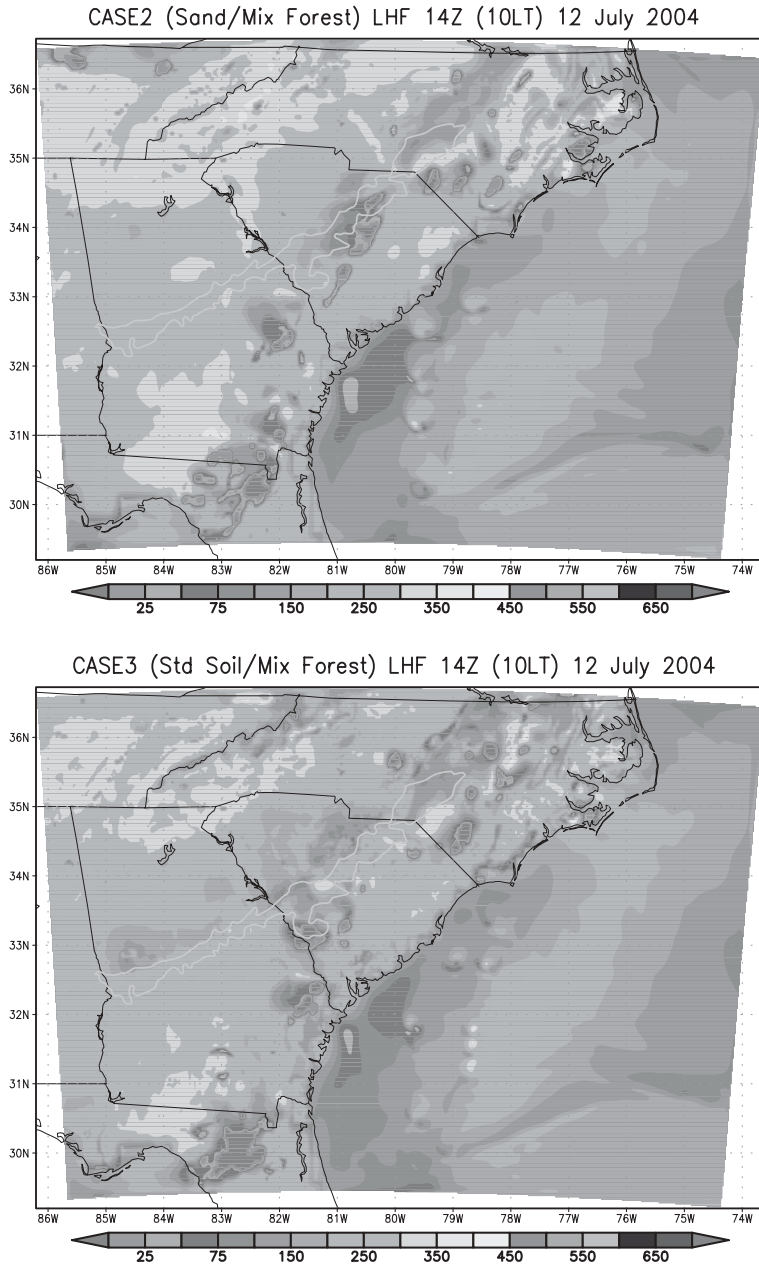 CASE2 (Sand/Mix Forest) LHF 14Z (10LT) 12 July 2004
36N
35N
34N
33N
32N
31N
30N
86W 85W 84W 83W 82W 81W 80W 79W 78W 77W 76W 75W 74W
25 75 150 250 350 450 550 650
CASE3 (Std Soil/Mix Forest) LHF 14Z (10LT) 12 July 2004
36N
35N
34N
33N
32N
31N
30N
86W 85W 84W 83W 82W 81W 80W 79W 78W 77W 76W 75W 74W
25 75 150 250 350 450 550 650